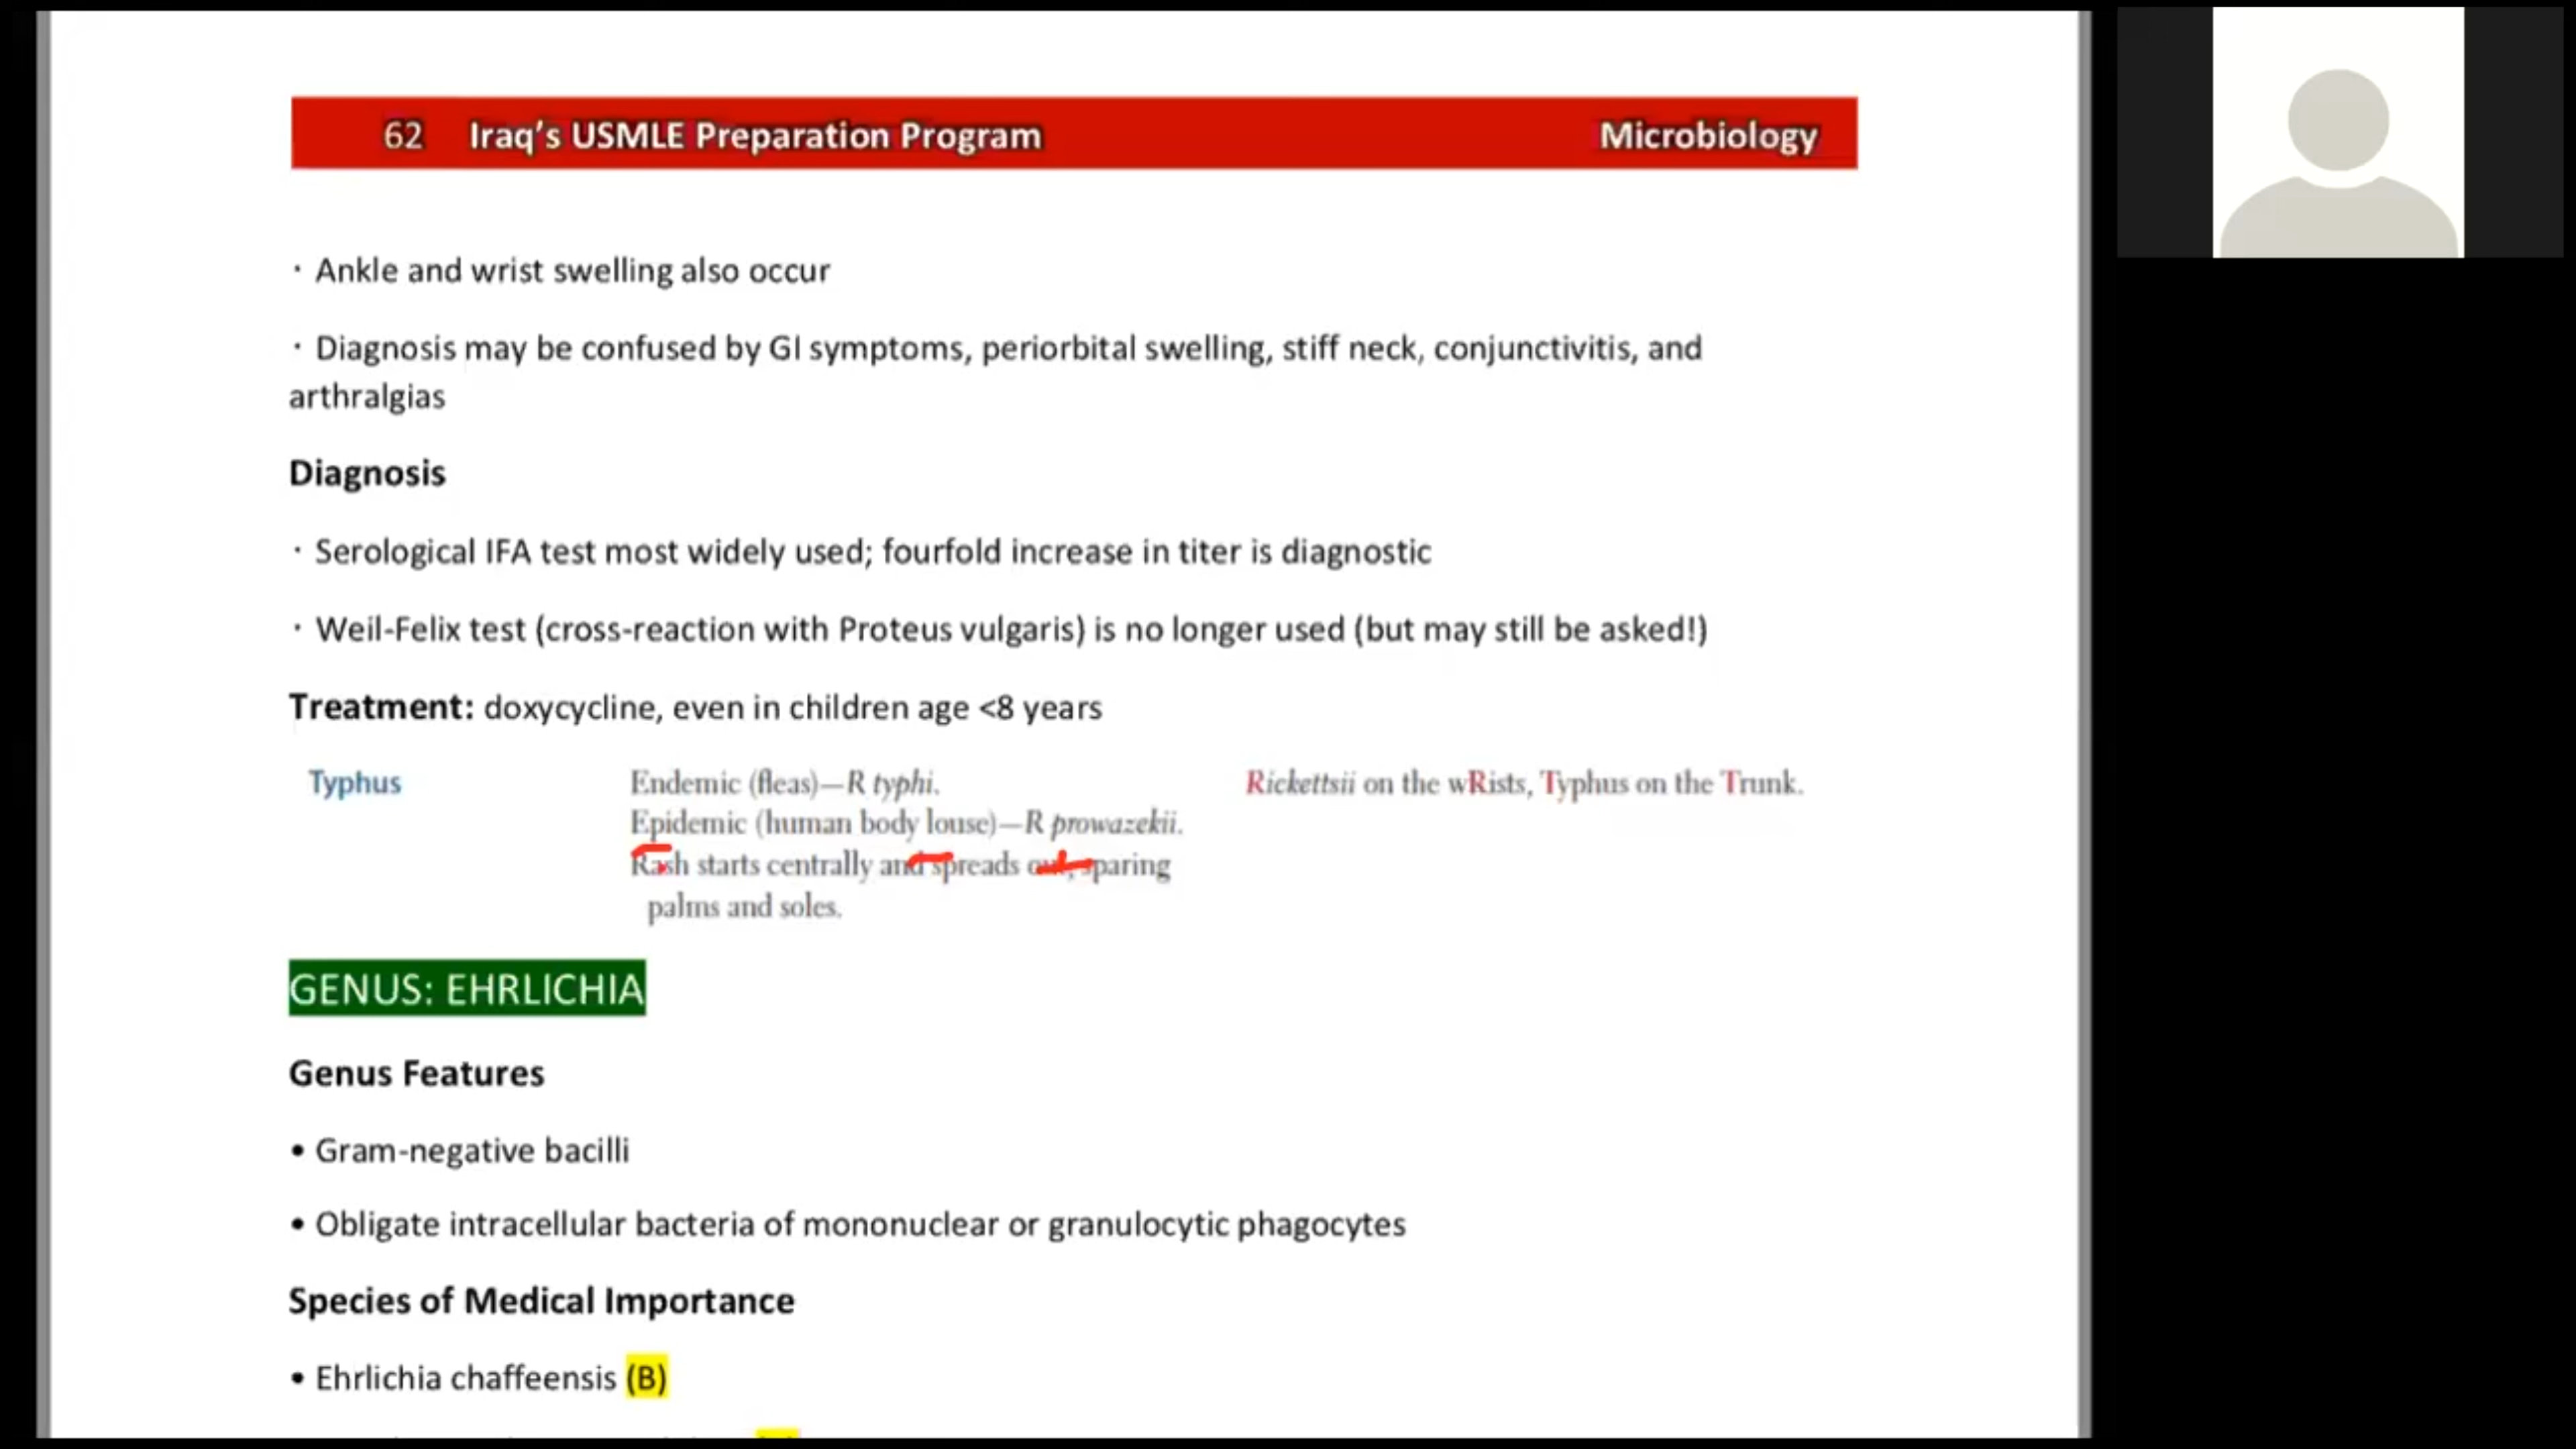 62 Iraq's USMLE Preparation Program Microbiology
· Ankle and wrist swelling also occur
· Diagnosis may be confused by GI symptoms, periorbital swelling, stiff neck, conjunctivitis, and
arthralgias
Diagnosis
· Serological IFA test most widely used; fourfold increase in titer is diagnostic
· Weil-Felix test (cross-reaction with Proteus vulgaris) is no longer used (but may still be asked!)
Treatment: doxycycline, even in children age <8 years
Typhus Endemic (fleas)—R typhi. Rickettsii on the wRists, Typhus on the Trunk.
Epidemic (human body louse)—R prowazekii.
Rash starts centrally and spreads out, sparing
palms and soles.
GENUS: EHRLICHIA
Genus Features
• Gram-negative bacilli
• Obligate intracellular bacteria of mononuclear or granulocytic phagocytes
Species of Medical Importance
• Ehrlichia chaffeensis (B)